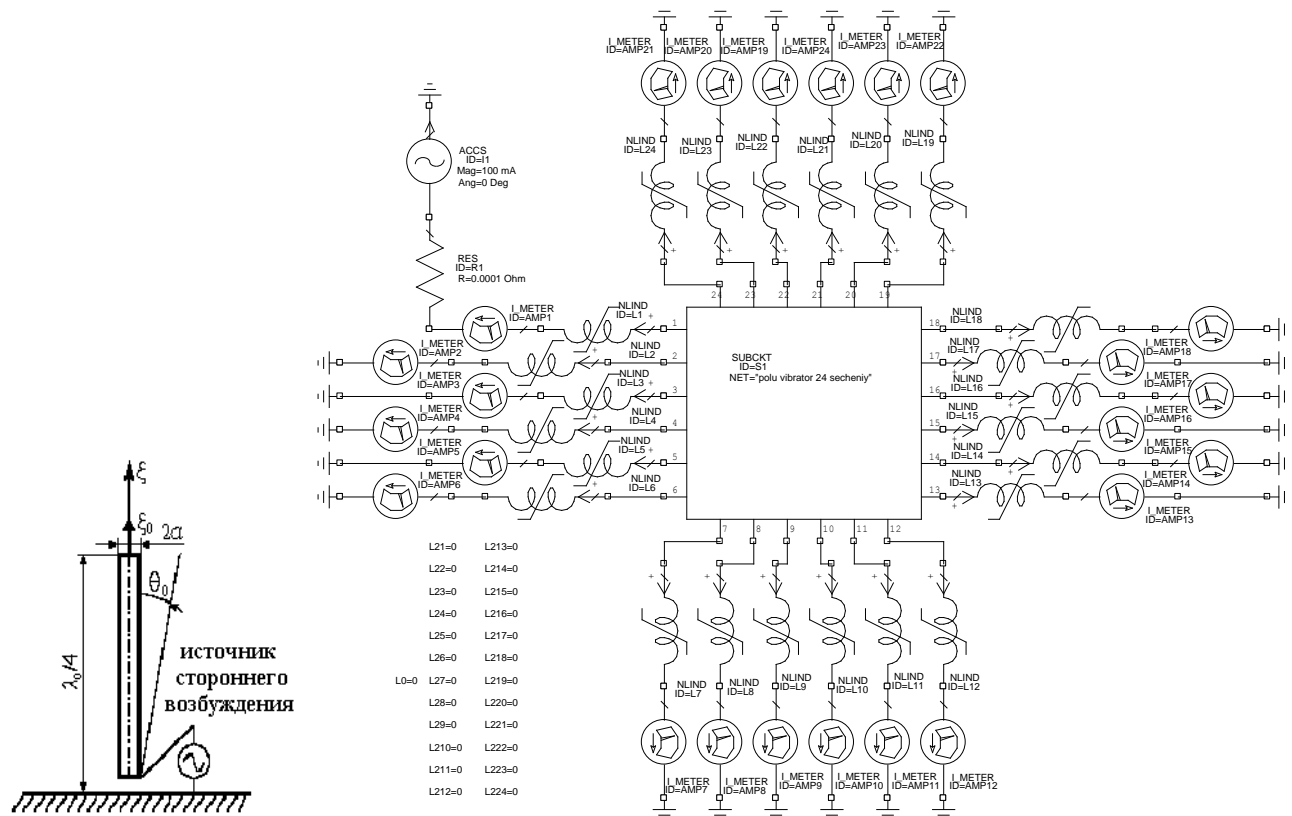 I_METER
ID=AMP21
I_METER
ID=AMP20
I_METER
ID=AMP19
I_METER
ID=AMP24
I_METER
ID=AMP23
I_METER
ID=AMP22
NLIND
ID=L24
NLIND
ID=L23
NLIND
ID=L22
NLIND
ID=L21
NLIND
ID=L20
NLIND
ID=L19
ACCS
ID=I1
Mag=100 mA
Ang=0 Deg
RES
ID=R1
R=0.0001 Ohm
24 23 22 21 20 19
I_METER
ID=AMP1
NLIND
ID=L1
1
I_METER
ID=AMP2
NLIND
ID=L2
2
I_METER
ID=AMP3
NLIND
ID=L3
3
I_METER
ID=AMP4
NLIND
ID=L4
4
I_METER
ID=AMP5
NLIND
ID=L5
5
I_METER
ID=AMP6
NLIND
ID=L6
6
SUBCKT
ID=S1
NET="polu vibrator 24 secheniy"
18
NLIND
ID=L18
I_METER
ID=AMP18
17
NLIND
ID=L17
I_METER
ID=AMP17
16
NLIND
ID=L16
I_METER
ID=AMP16
15
NLIND
ID=L15
I_METER
ID=AMP15
14
NLIND
ID=L14
I_METER
ID=AMP14
13
NLIND
ID=L13
I_METER
ID=AMP13
7 8 9 10 11 12
NLIND
ID=L7
NLIND
ID=L8
NLIND
ID=L9
NLIND
ID=L10
NLIND
ID=L11
NLIND
ID=L12
I_METER
ID=AMP7
I_METER
ID=AMP8
I_METER
ID=AMP9
I_METER
ID=AMP10
I_METER
ID=AMP11
I_METER
ID=AMP12
L21=0 L213=0
L22=0 L214=0
L23=0 L215=0
L24=0 L216=0
L25=0 L217=0
L26=0 L218=0
L0=0 L27=0 L219=0
L28=0 L220=0
L29=0 L221=0
L210=0 L222=0
L211=0 L223=0
L212=0 L224=0
ξ
ξ₀
2a
θ₀
λ₀/4
источник
стороннего
возбуждения